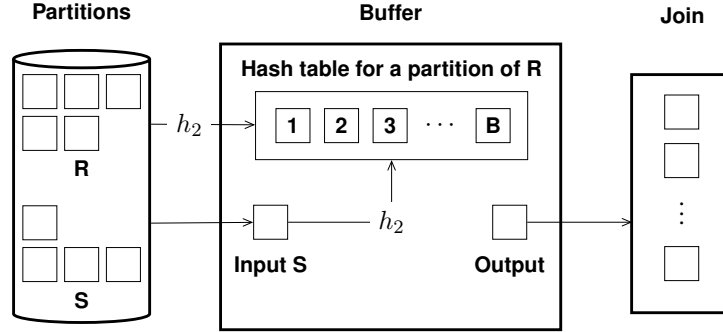 Partitions
Buffer
Join
Hash table for a partition of R
h₂
1 2 3 ··· B
R
h₂
Input S
Output
S
⋮